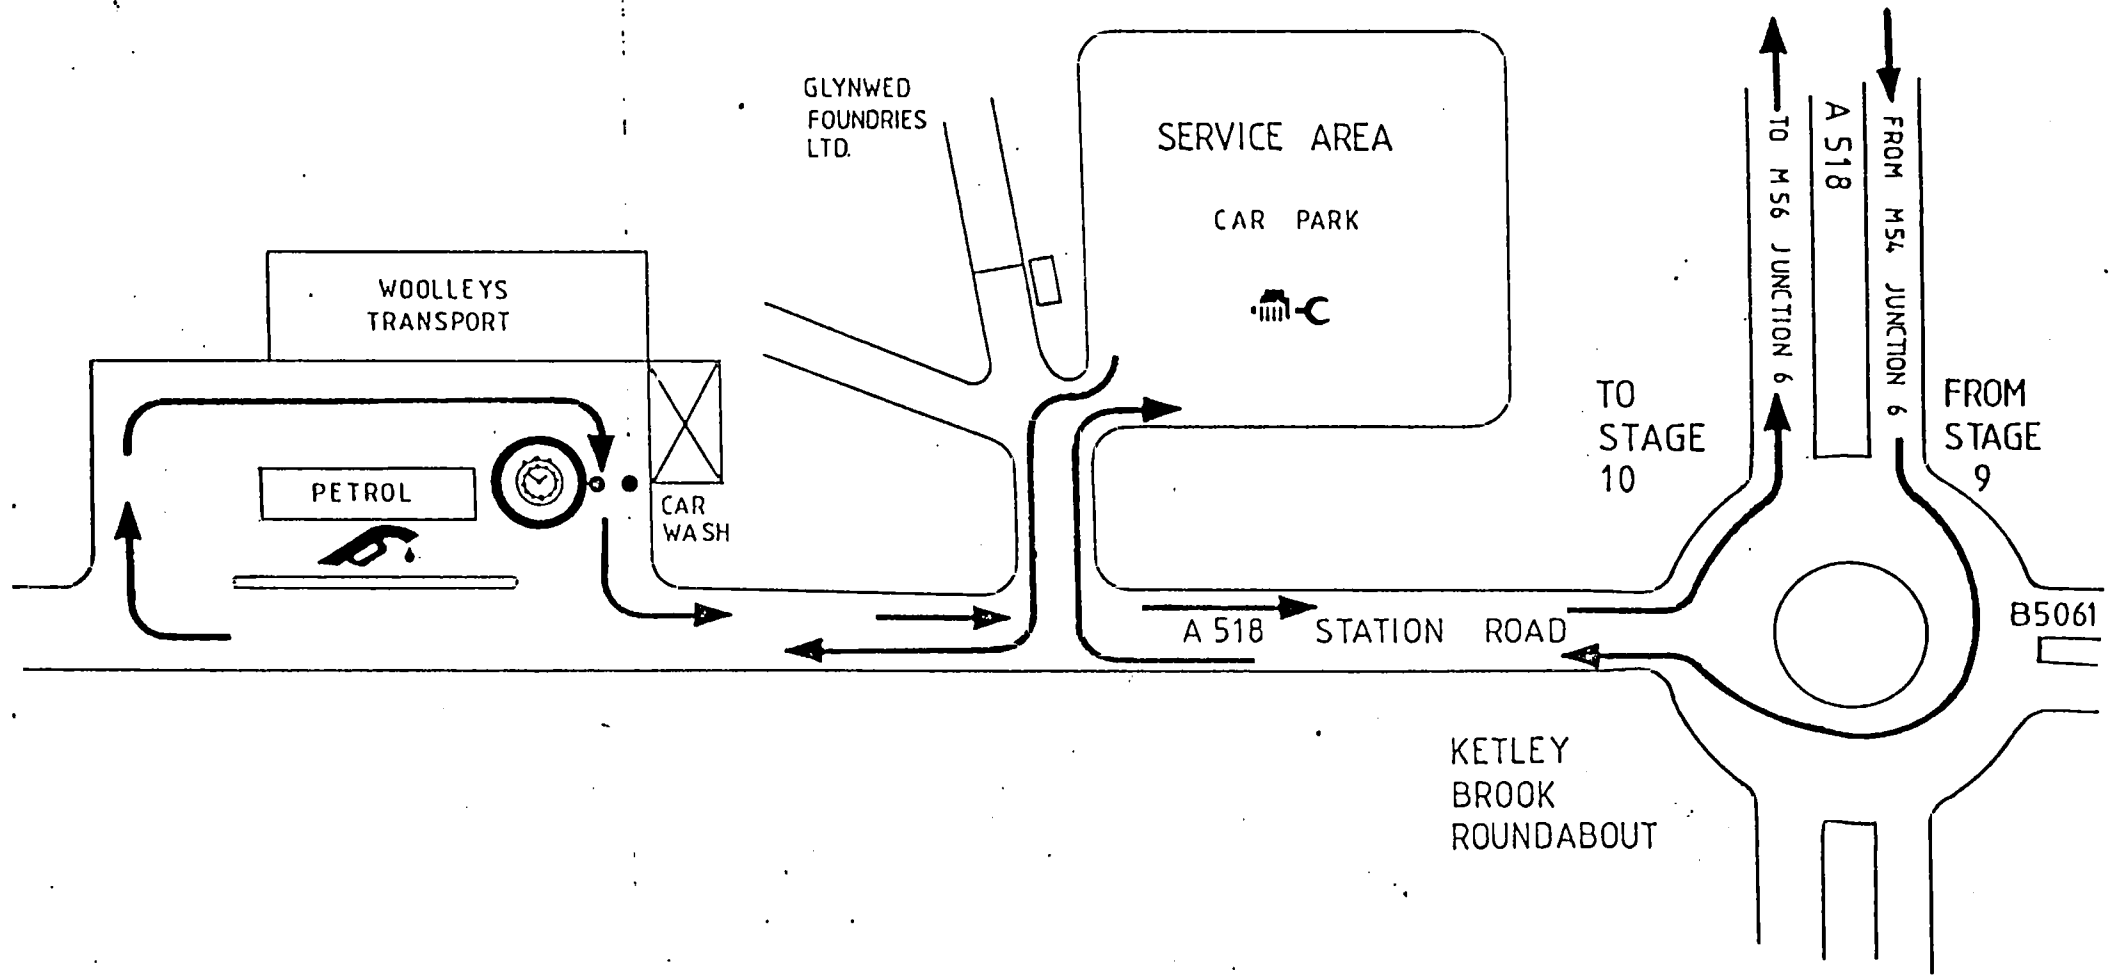 GLYNWED
FOUNDRIES
LTD.
SERVICE AREA
CAR PARK
WOOLLEYS
TRANSPORT
PETROL
CAR
WASH
A 518 STATION ROAD
TO M56 JUNCTION 6
A 518
FROM M54 JUNCTION 6
TO
STAGE
10
FROM
STAGE
9
B5061
KETLEY
BROOK
ROUNDABOUT